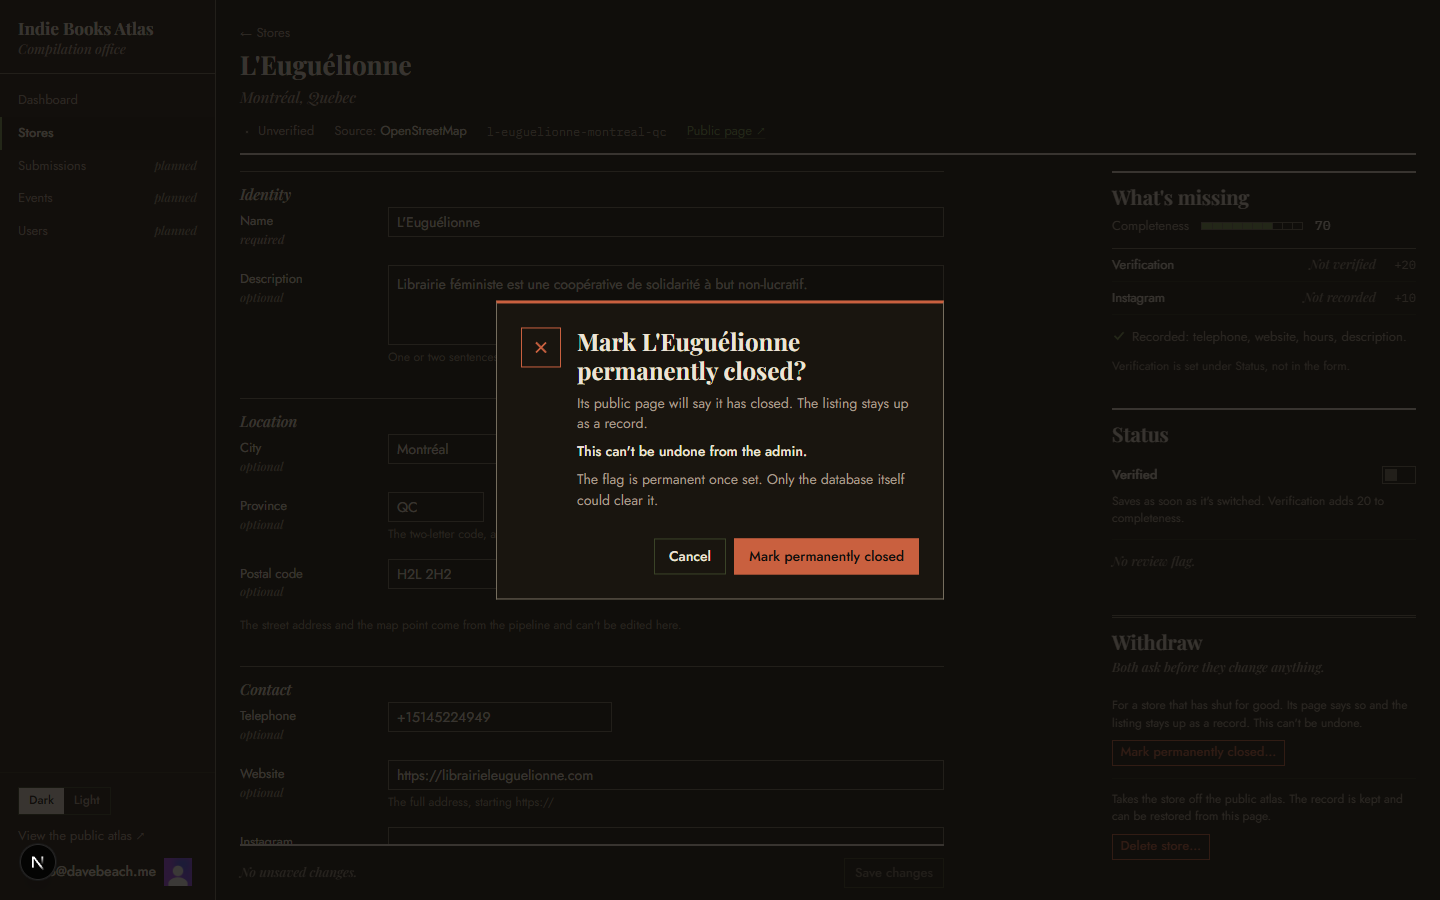 Indie Books Atlas
Compilation office
Dashboard
Stores
Submissions planned
Events planned
Users planned
Dark Light
View the public atlas ↗
N
@davebeach.me
← Stores
L'Euguélionne
Montréal, Quebec
· Unverified Source: OpenStreetMap l-euguelionne-montreal-qc Public page ↗
Identity
Name
required
L'Euguélionne
Description
optional
Librairie féministe est une coopérative de solidarité à but non-lucratif.
One or two sentences
Location
City
optional
Montréal
Province
optional
QC
The two-letter code,
Postal code
optional
H2L 2H2
The street address and the map point come from the pipeline and can't be edited here.
Contact
Telephone
optional
+15145224949
Website
optional
https://librairieleuguelionne.com
The full address, starting https://
Instagram
No unsaved changes.
Save changes
Mark L'Euguélionne
permanently closed?
Its public page will say it has closed. The listing stays up
as a record.
This can't be undone from the admin.
The flag is permanent once set. Only the database itself
could clear it.
Cancel
Mark permanently closed
What's missing
Completeness 70
Verification Not verified +20
Instagram Not recorded +10
✓ Recorded: telephone, website, hours, description.
Verification is set under Status, not in the form.
Status
Verified
Saves as soon as it's switched. Verification adds 20 to
completeness.
No review flag.
Withdraw
Both ask before they change anything.
For a store that has shut for good. Its page says so and the
listing stays up as a record. This can't be undone.
Mark permanently closed...
Takes the store off the public atlas. The record is kept and
can be restored from this page.
Delete store...